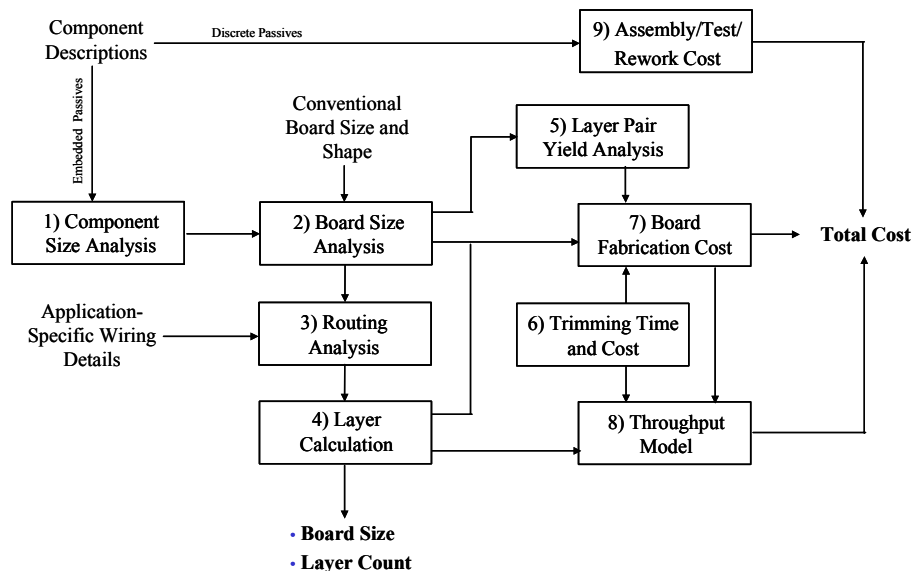 Component
Descriptions
Discrete Passives
9) Assembly/Test/
Rework Cost
Embedded Passives
Conventional
Board Size and
Shape
5) Layer Pair
Yield Analysis
1) Component
Size Analysis
2) Board Size
Analysis
7) Board
Fabrication Cost
Total Cost
Application-
Specific Wiring
Details
3) Routing
Analysis
6) Trimming Time
and Cost
4) Layer
Calculation
8) Throughput
Model
• Board Size
• Layer Count